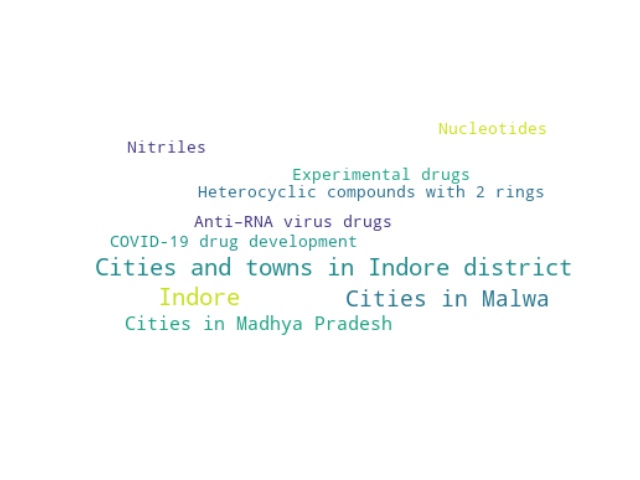 Nucleotides
Nitriles
Experimental drugs
Heterocyclic compounds with 2 rings
Anti-RNA virus drugs
COVID-19 drug development
Cities and towns in Indore district
Indore
Cities in Malwa
Cities in Madhya Pradesh